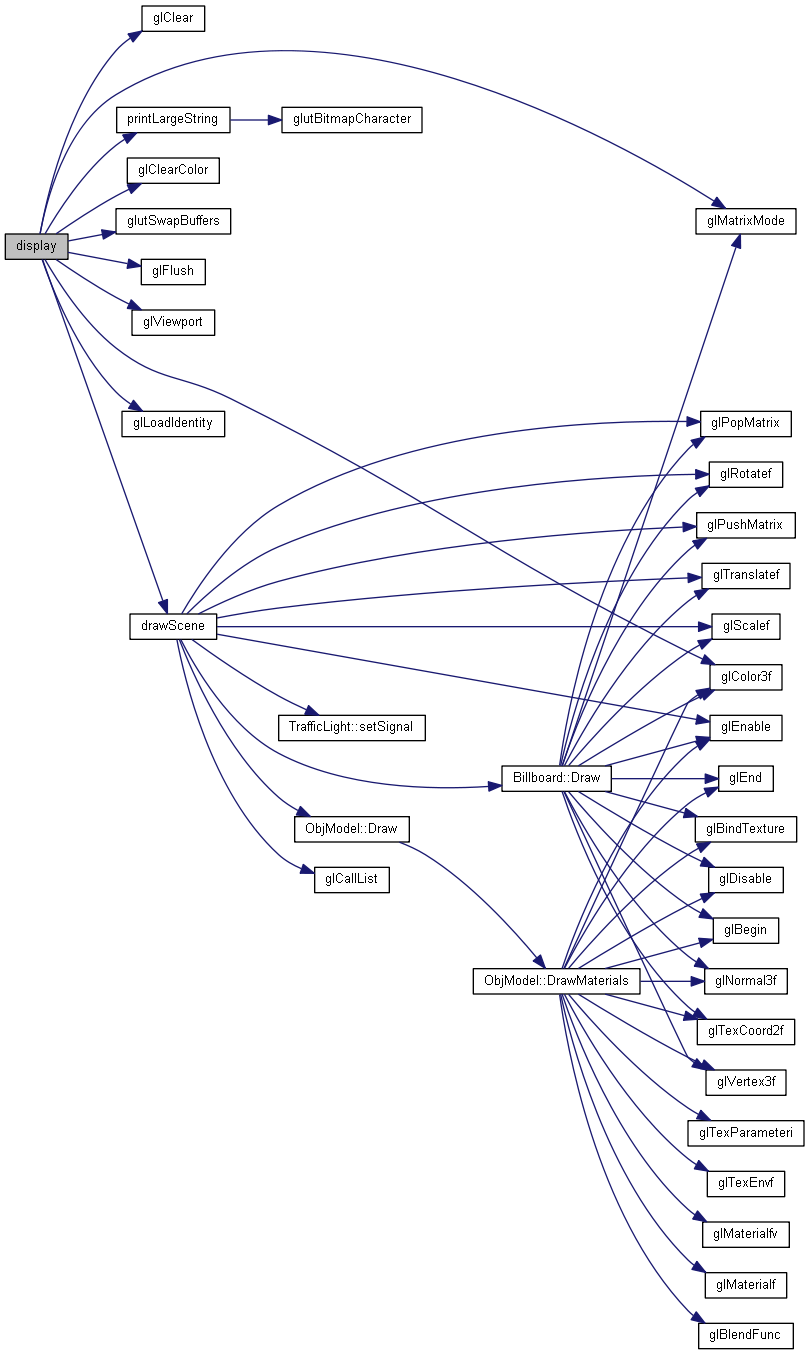 glClear
printLargeString
glutBitmapCharacter
glClearColor
glutSwapBuffers
glMatrixMode
display
glFlush
glViewport
glLoadIdentity
glPopMatrix
glRotatef
glPushMatrix
glTranslatef
drawScene
glScalef
glColor3f
TrafficLight::setSignal
glEnable
Billboard::Draw
glEnd
ObjModel::Draw
glBindTexture
glCallList
glDisable
glBegin
ObjModel::DrawMaterials
glNormal3f
glTexCoord2f
glVertex3f
glTexParameteri
glTexEnvf
glMaterialfv
glMaterialf
glBlendFunc